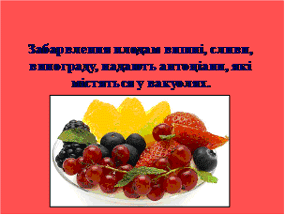 Забарвлення плодам вишні, сливи,
винограду, надають антоціани, які
містяться у вакуолях.